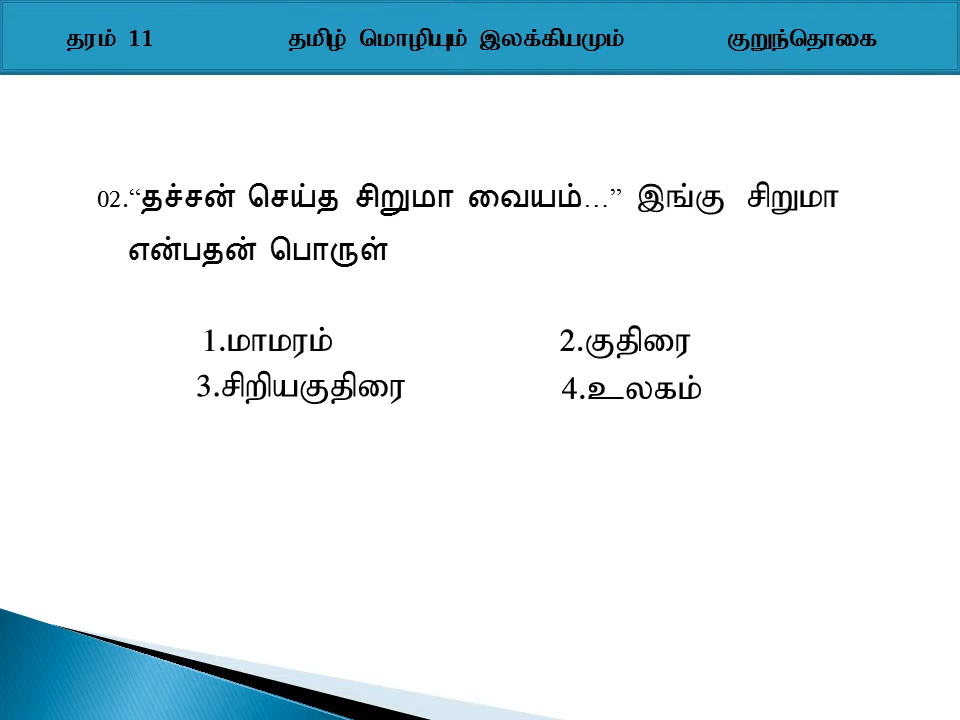 தரம் 11 தமிழ் மொழியும் இலக்கியமும் குறுந்தொகை
02.“தச்சன் செய்த சிறுமா வையம்...” இங்கு சிறுமா
என்பதன் பொருள்
1.மாமரம் 2.குதிரை
3.சிறியகுதிரை 4.உலகம்